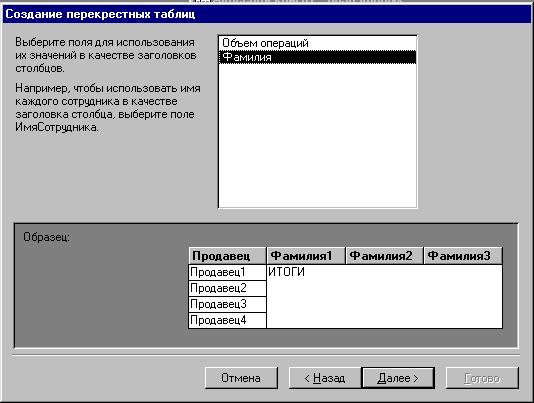 Создание перекрестных таблиц
Выберите поля для использования
их значений в качестве заголовков
столбцов.
Например, чтобы использовать имя
каждого сотрудника в качестве
заголовка столбца, выберите поле
ИмяСотрудника.
Объем операций
Фамилия
Образец:
Продавец Фамилия1 Фамилия2 Фамилия3
Продавец1 ИТОГИ
Продавец2
Продавец3
Продавец4
Отмена < Назад Далее > Готово